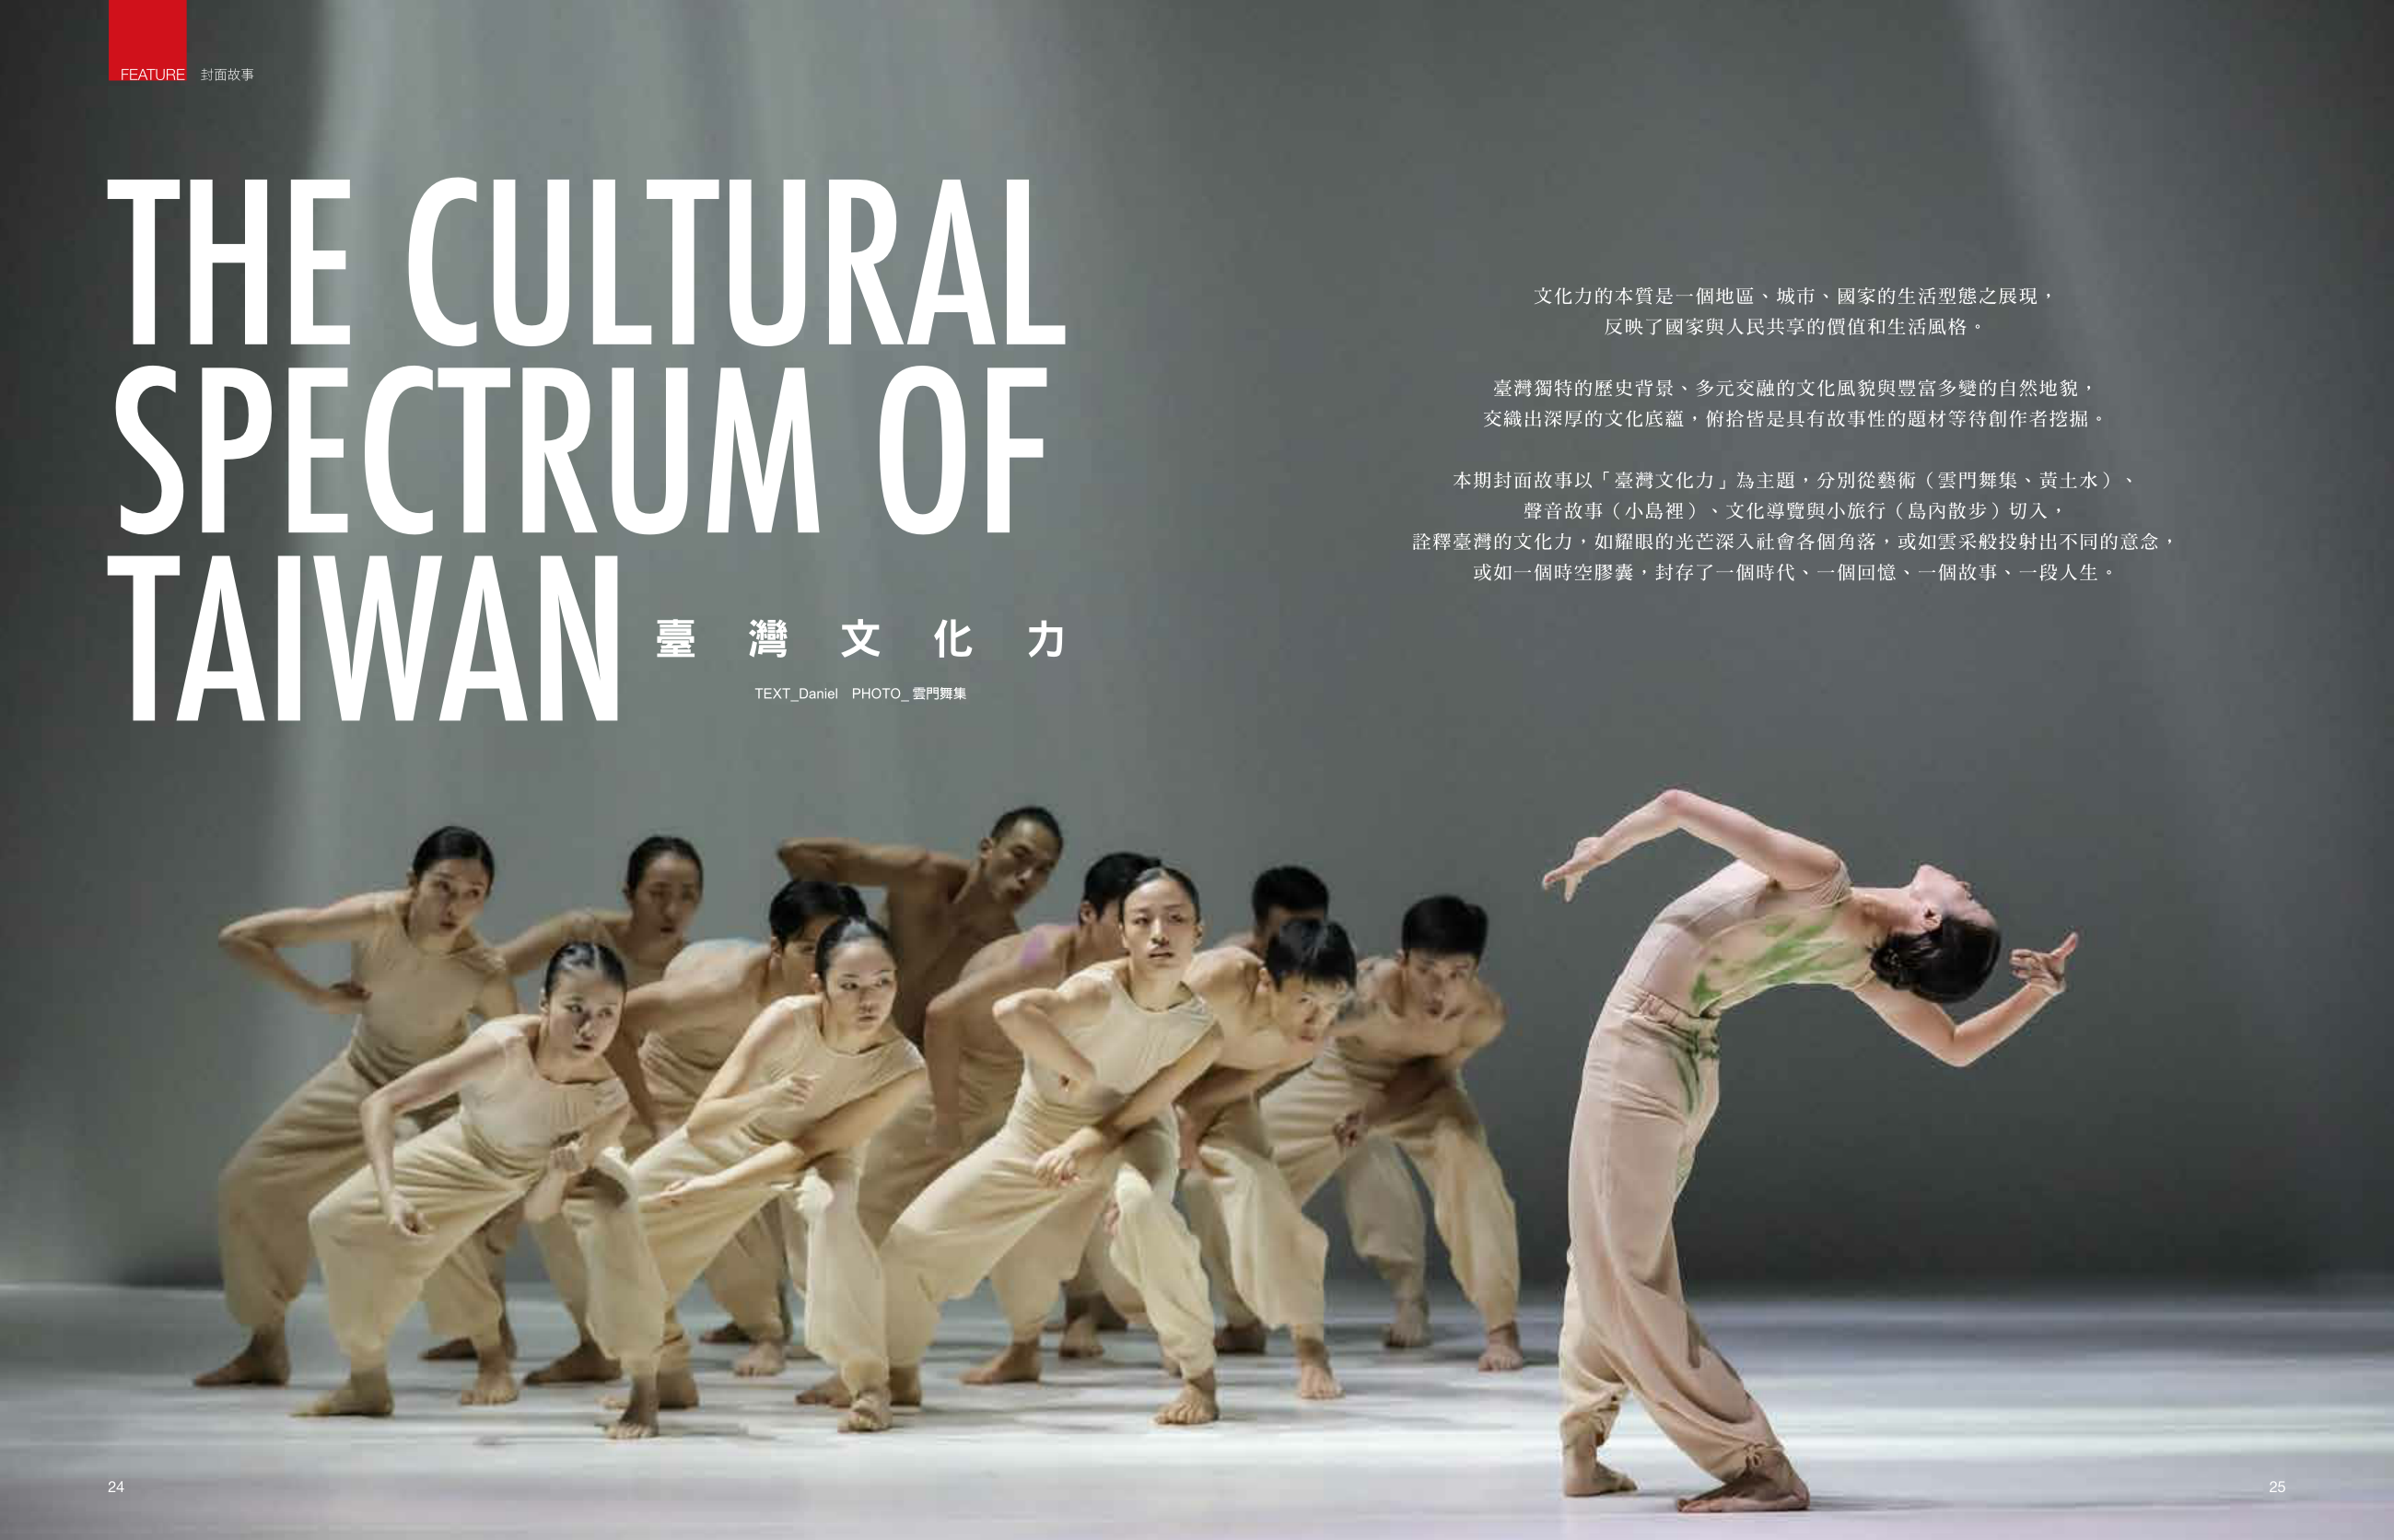 FEATURE 封面故事
THE CULTURAL
SPECTRUM OF
TAIWAN 臺灣文化力
TEXT_Daniel PHOTO_ 雲門舞集
文化力的本質是一個地區、城市、國家的生活型態之展現，
反映了國家與人民共享的價值和生活風格。
臺灣獨特的歷史背景、多元交融的文化風貌與豐富多變的自然地貌，
交織出深厚的文化底蘊，俯拾皆是具有故事性的題材等待創作者挖掘。
本期封面故事以「臺灣文化力」為主題，分別從藝術（雲門舞集、黃土水）、
聲音故事（小島裡）、文化導覽與小旅行（島內散步）切入，
詮釋臺灣的文化力，如耀眼的光芒深入社會各個角落，或如雲采般投射出不同的意念，
或如一個時空膠囊，封存了一個時代、一個回憶、一個故事、一段人生。
24
25